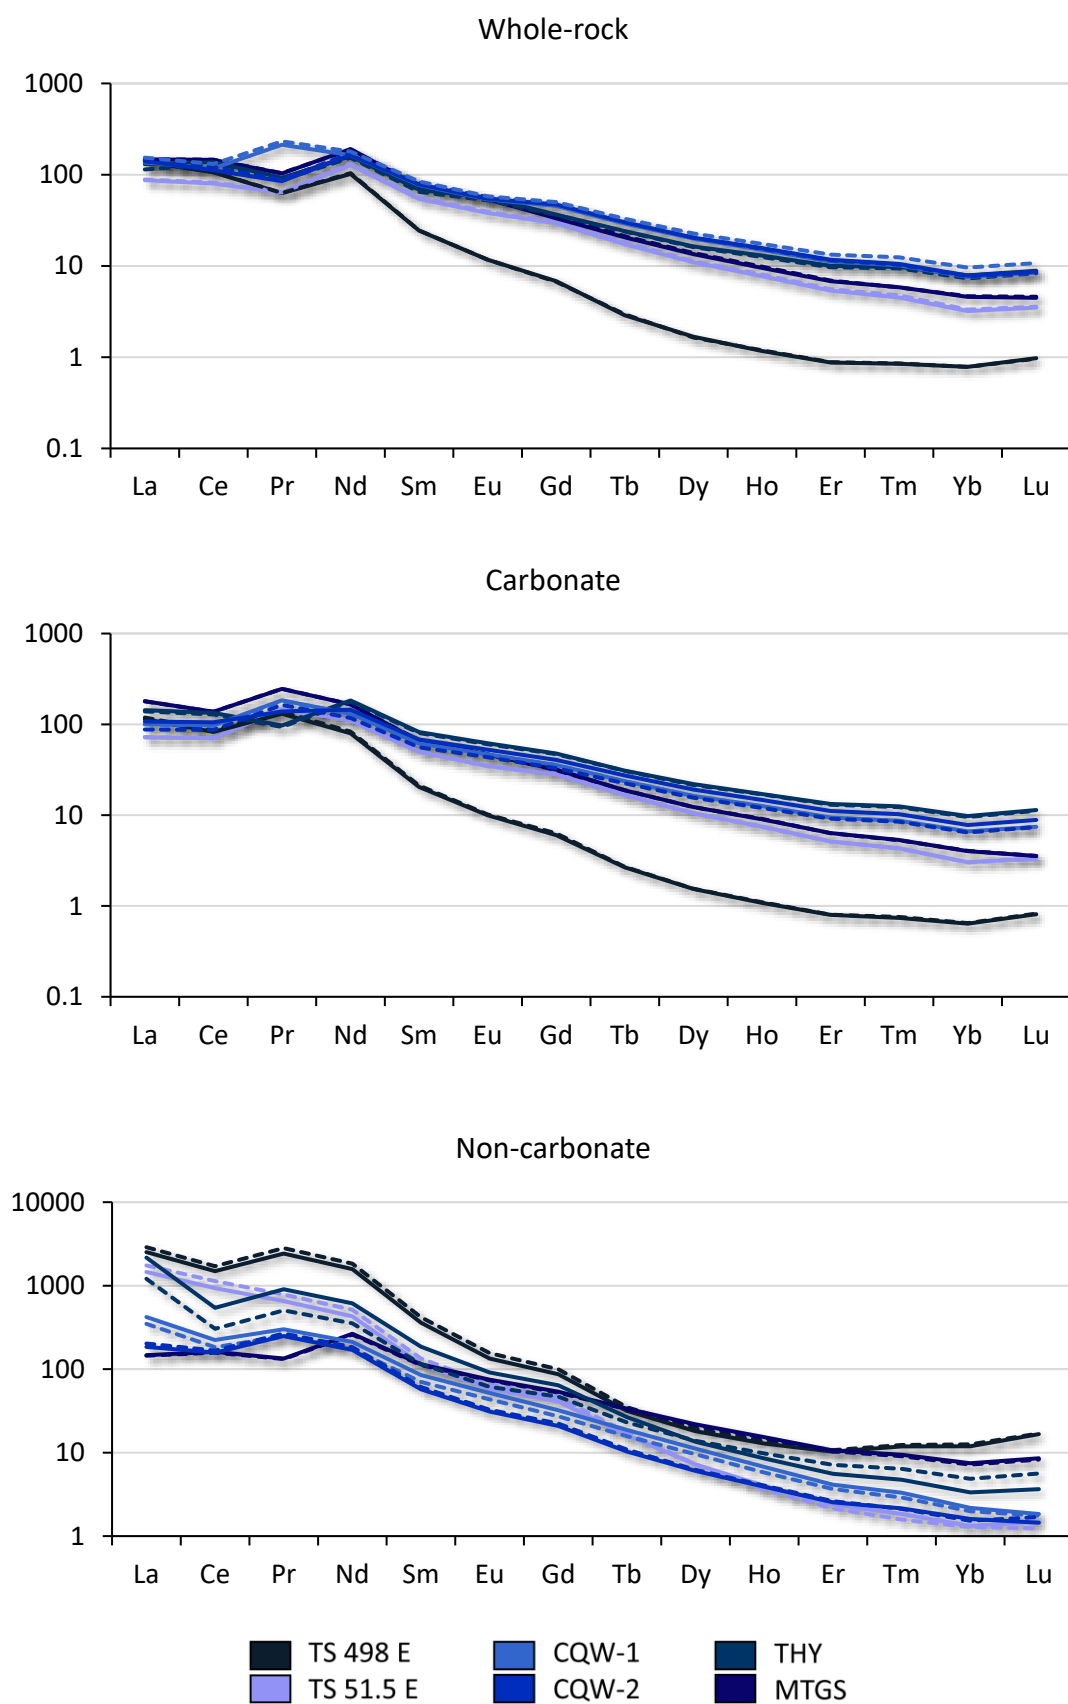 Whole-rock
1000
100
10
1
0.1
La Ce Pr Nd Sm Eu Gd Tb Dy Ho Er Tm Yb Lu
Carbonate
1000
100
10
1
0.1
La Ce Pr Nd Sm Eu Gd Tb Dy Ho Er Tm Yb Lu
Non-carbonate
10000
1000
100
10
1
La Ce Pr Nd Sm Eu Gd Tb Dy Ho Er Tm Yb Lu
TS 498 E CQW-1 THY
TS 51.5 E CQW-2 MTGS